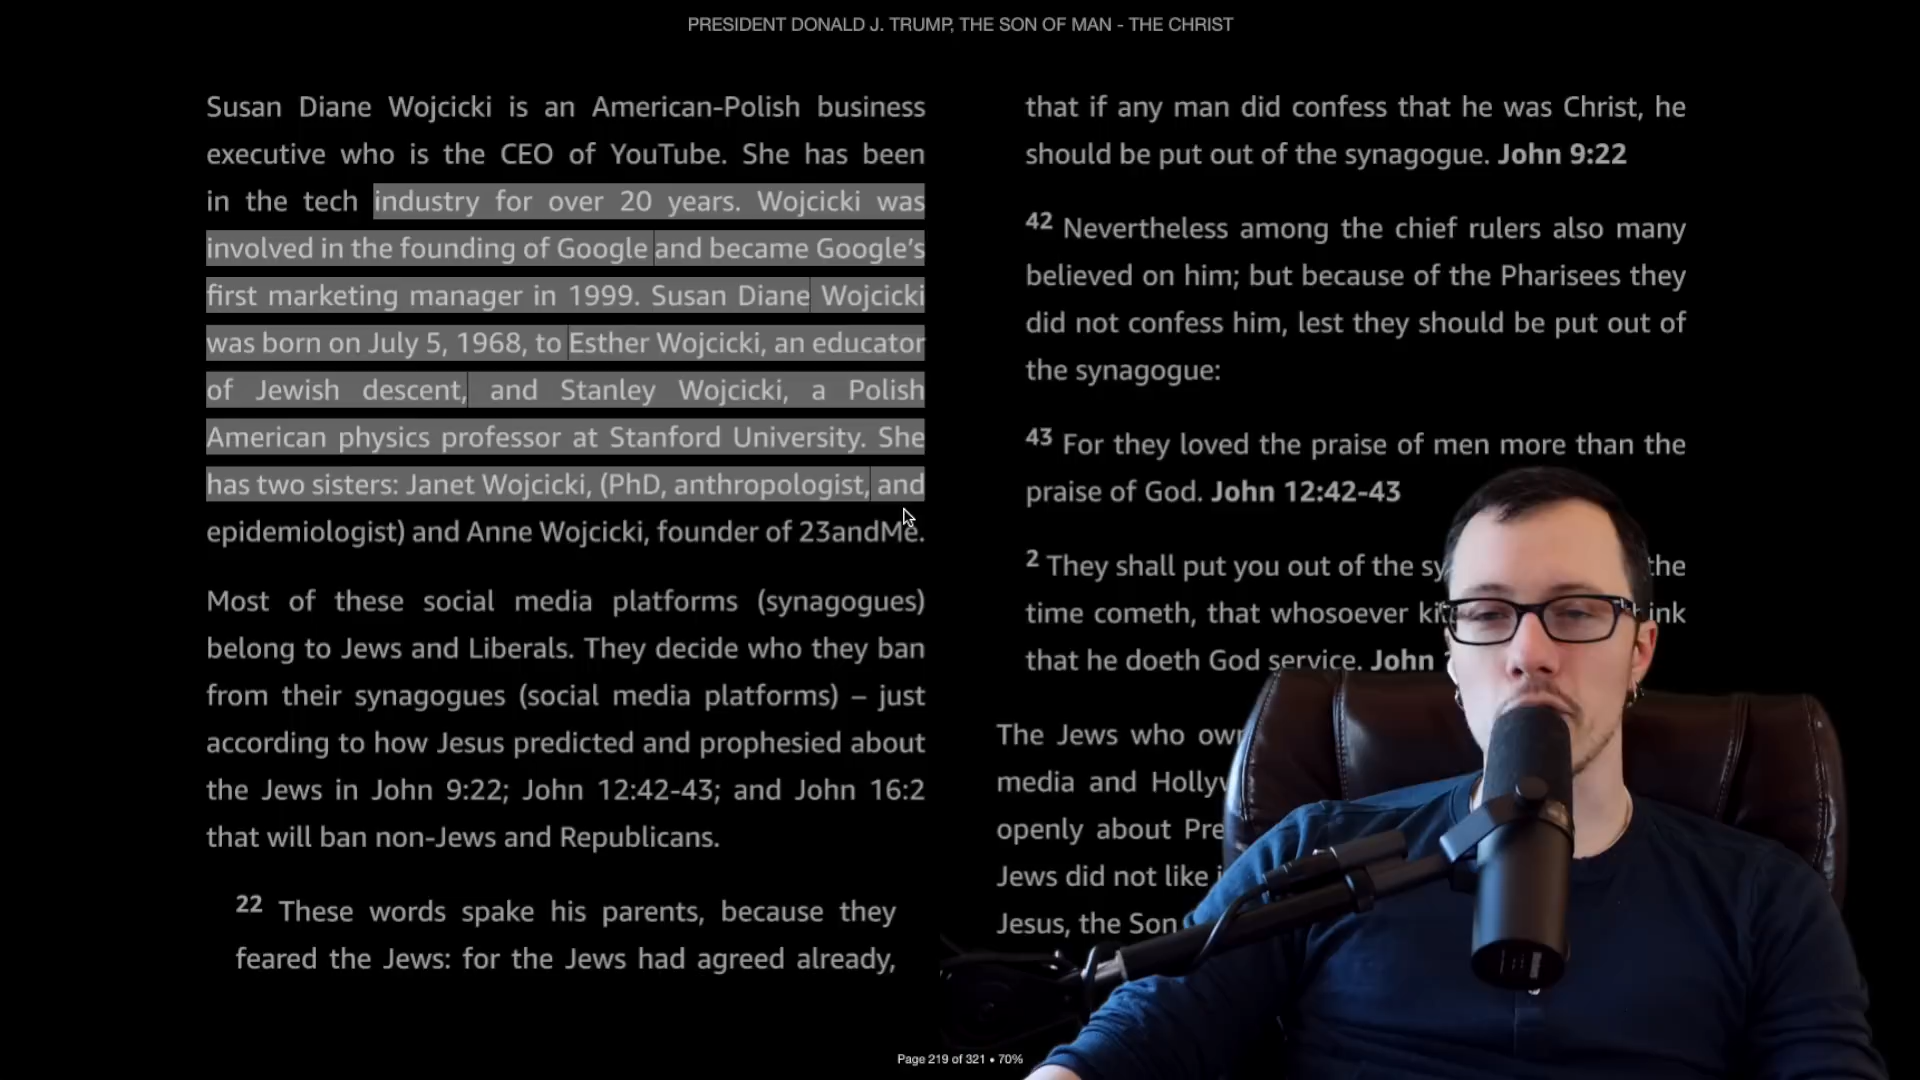 PRESIDENT DONALD J. TRUMP, THE SON OF MAN - THE CHRIST
Susan Diane Wojcicki is an American-Polish business
executive who is the CEO of YouTube. She has been
in the tech industry for over 20 years. Wojcicki was
involved in the founding of Google and became Google’s
first marketing manager in 1999. Susan Diane Wojcicki
was born on July 5, 1968, to Esther Wojcicki, an educator
of Jewish descent, and Stanley Wojcicki, a Polish
American physics professor at Stanford University. She
has two sisters: Janet Wojcicki, (PhD, anthropologist, and
epidemiologist) and Anne Wojcicki, founder of 23andMe.
Most of these social media platforms (synagogues)
belong to Jews and Liberals. They decide who they ban
from their synagogues (social media platforms) – just
according to how Jesus predicted and prophesied about
the Jews in John 9:22; John 12:42-43; and John 16:2
that will ban non-Jews and Republicans.
22 These words spake his parents, because they
feared the Jews: for the Jews had agreed already,
that if any man did confess that he was Christ, he
should be put out of the synagogue. John 9:22
42 Nevertheless among the chief rulers also many
believed on him; but because of the Pharisees they
did not confess him, lest they should be put out of
the synagogue:
43 For they loved the praise of men more than the
praise of God. John 12:42-43
2 They shall put you out of the the
time cometh, that whosoever
that he doeth God service. John
The Jews who
media and
openly about
Jews did not like
Jesus, the Son
Page 219 of 321 • 70%